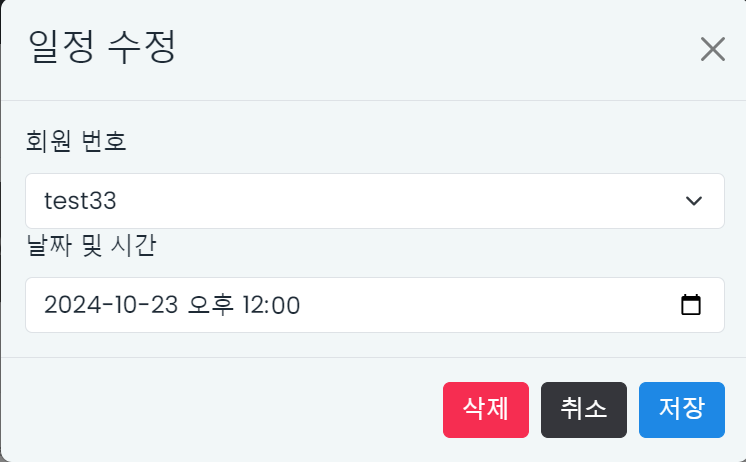 일정 수정
회원 번호
test33
날짜 및 시간
2024-10-23 오후 12:00
삭제 취소 저장